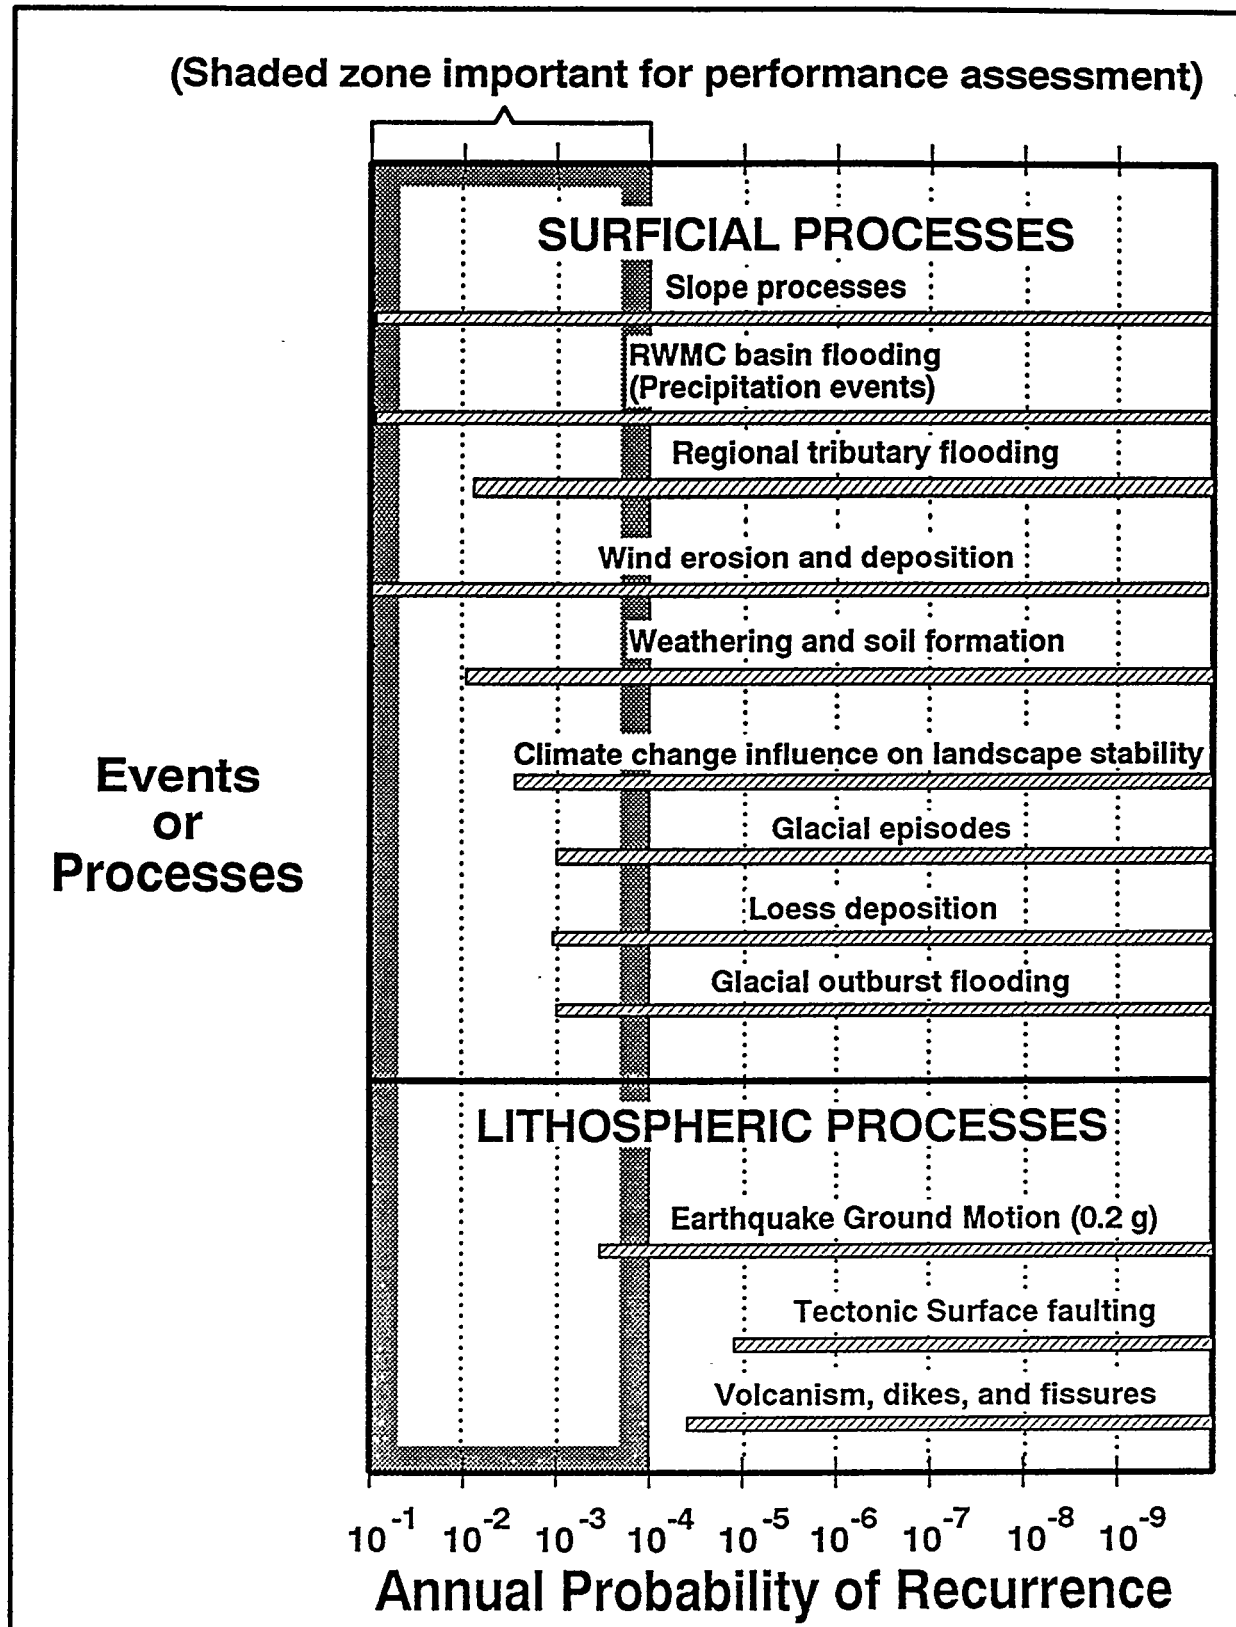 (Shaded zone important for performance assessment)
SURFICIAL PROCESSES
Slope processes
RWMC basin flooding
(Precipitation events)
Regional tributary flooding
Wind erosion and deposition
Weathering and soil formation
Climate change influence on landscape stability
Glacial episodes
Loess deposition
Glacial outburst flooding
Events
or
Processes
LITHOSPHERIC PROCESSES
Earthquake Ground Motion (0.2 g)
Tectonic Surface faulting
Volcanism, dikes, and fissures
10⁻¹ 10⁻² 10⁻³ 10⁻⁴ 10⁻⁵ 10⁻⁶ 10⁻⁷ 10⁻⁸ 10⁻⁹
Annual Probability of Recurrence